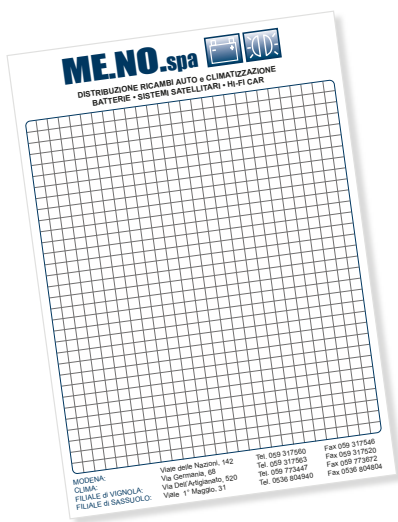 ME.NO.spa
DISTRIBUZIONE RICAMBI AUTO e CLIMATIZZAZIONE
BATTERIE • SISTEMI SATELLITARI • HI-FI CAR
MODENA: Viale delle Nazioni, 142 Tel. 059 317560 Fax 059 317546
CLIMA: Via Germania, 68 Tel. 059 317563 Fax 059 317520
FILIALE di VIGNOLA: Via Dell'Artigianato, 520 Tel. 059 773447 Fax 059 773672
FILIALE di SASSUOLO: Viale 1° Maggio, 31 Tel. 0536 804940 Fax 0536 804804